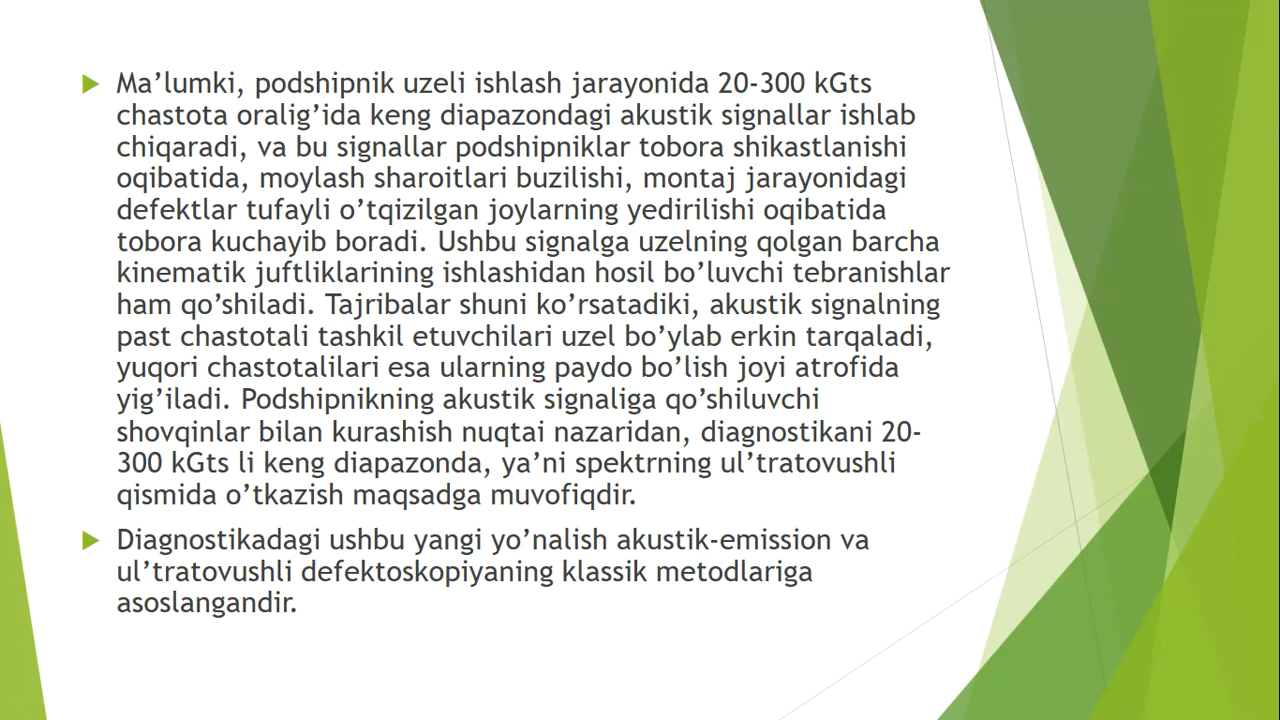 Ma’lumki, podshipnik uzeli ishlash jarayonida 20-300 kGts
chastota oralig’ida keng diapazondagi akustik signallar ishlab
chiqaradi, va bu signallar podshipniklar tobora shikastlanishi
oqibatida, moylash sharoitlari buzilishi, montaj jarayonidagi
defektlar tufayli o’tqizilgan joylarning yedirilishi oqibatida
tobora kuchayib boradi. Ushbu signalga uzelning qolgan barcha
kinematik juftliklarining ishlashidan hosil bo’luvchi tebranishlar
ham qo’shiladi. Tajribalar shuni ko’rsatadiki, akustik signalning
past chastotali tashkil etuvchilari uzel bo’ylab erkin tarqaladi,
yuqori chastotalilari esa ularning paydo bo’lish joyi atrofida
yig’iladi. Podshipnikning akustik signaliga qo’shiluvchi
shovqinlar bilan kurashish nuqtai nazaridan, diagnostikani 20-
300 kGts li keng diapazonda, ya’ni spektrning ul’tratovushli
qismida o’tkazish maqsadga muvofiqdir.
Diagnostikadagi ushbu yangi yo’nalish akustik-emission va
ul’tratovushli defektoskopiyaning klassik metodlariga
asoslangandir.